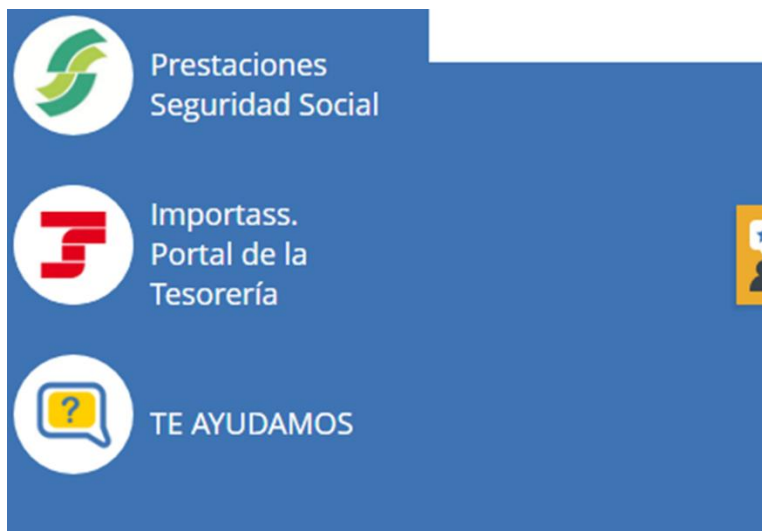 Prestaciones
Seguridad Social
Importass.
Portal de la
Tesorería
?
TE AYUDAMOS